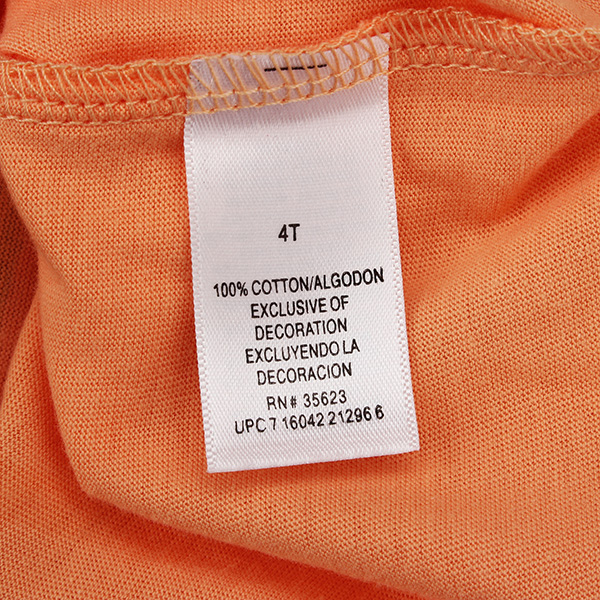 4T
100% COTTON/ALGODON
EXCLUSIVE OF
DECORATION
EXCLUYENDO LA
DECORACION
RN# 35623
UPC 7 16042 21296 6